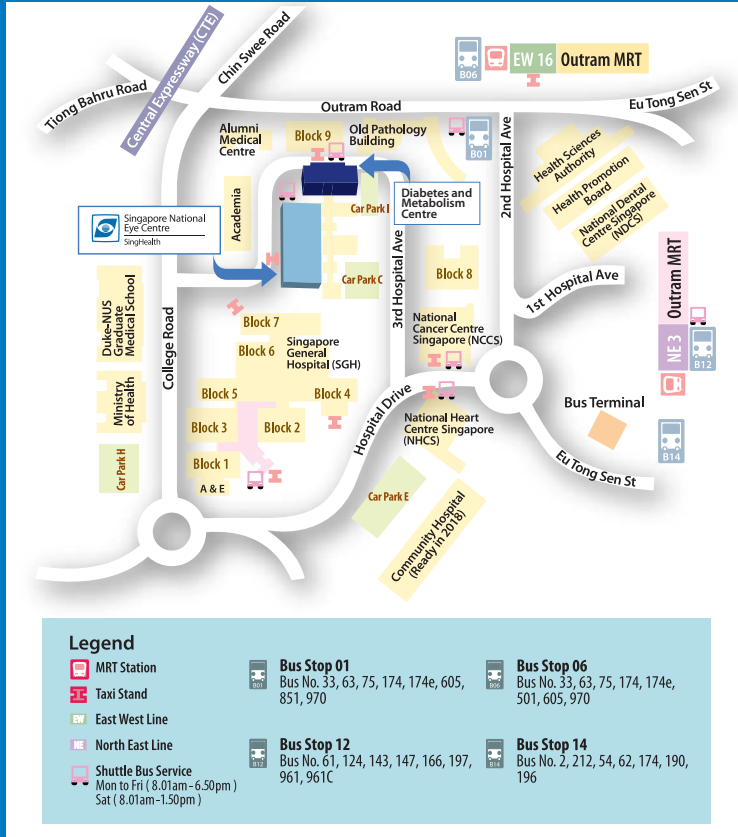 Central Expressway (CTE)
Chin Swee Road
Tiong Bahru Road
B06
EW 16
Outram MRT
Outram Road
Eu Tong Sen St
Alumni
Medical
Centre
Block 9
Old Pathology
Building
B01
2nd Hospital Ave
Health Sciences
Authority
Health Promotion
Board
National Dental
Centre Singapore
(NDCS)
Singapore National
Eye Centre
SingHealth
Academia
Car Park
Diabetes and
Metabolism
Centre
Car Park C
3rd Hospital Ave
Block 8
1st Hospital Ave
Outram MRT
NE 3
B12
Duke-NUS
Graduate
Medical School
College Road
Block 7
Block 6
Singapore
General
Hospital (SGH)
National
Cancer Centre
Singapore (NCCS)
Ministry
of Health
Block 5
Block 4
Block 3
Block 2
Hospital Drive
National Heart
Centre Singapore
(NHCS)
Bus Terminal
B14
Car Park H
Block 1
A & E
Car Park E
Eu Tong Sen St
Community Hospital
(Ready in 2018)
Legend
MRT Station
Taxi Stand
EW East West Line
NE North East Line
Shuttle Bus Service
Mon to Fri ( 8.01am-6.50pm )
Sat ( 8.01am-1.50pm )
B01
Bus Stop 01
Bus No. 33, 63, 75, 174, 174e, 605,
851, 970
B12
Bus Stop 12
Bus No. 61, 124, 143, 147, 166, 197,
961, 961C
B06
Bus Stop 06
Bus No. 33, 63, 75, 174, 174e,
501, 605, 970
B14
Bus Stop 14
Bus No. 2, 212, 54, 62, 174, 190,
196